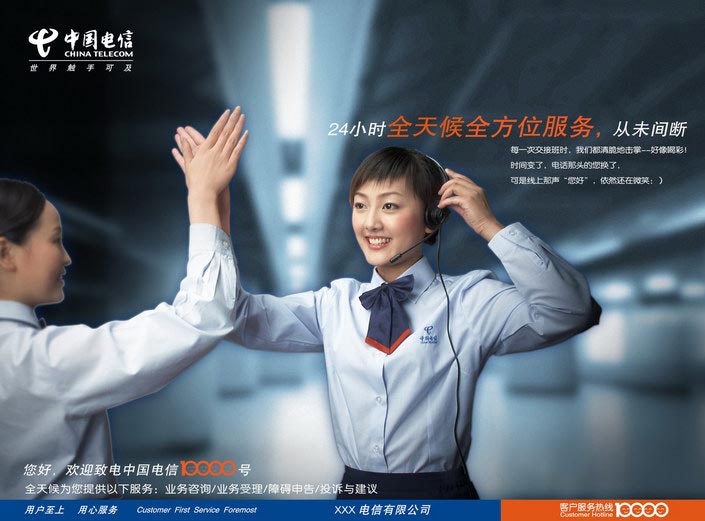 中国电信
CHINA TELECOM
世界触手可及
24小时全天候全方位服务，从未间断
每一次交接班时，我们都清脆地击掌--好像喝彩！
时间变了，电话那头的您换了，
可是线上那声“您好”，依然还在微笑：）
中国电信
您好，欢迎致电中国电信10000号
全天候为您提供以下服务：业务咨询/业务受理/障碍申告/投诉与建议
用户至上 用心服务 Customer First Service Foremost
XXX 电信有限公司
客户服务热线
Customer Hotline 10000